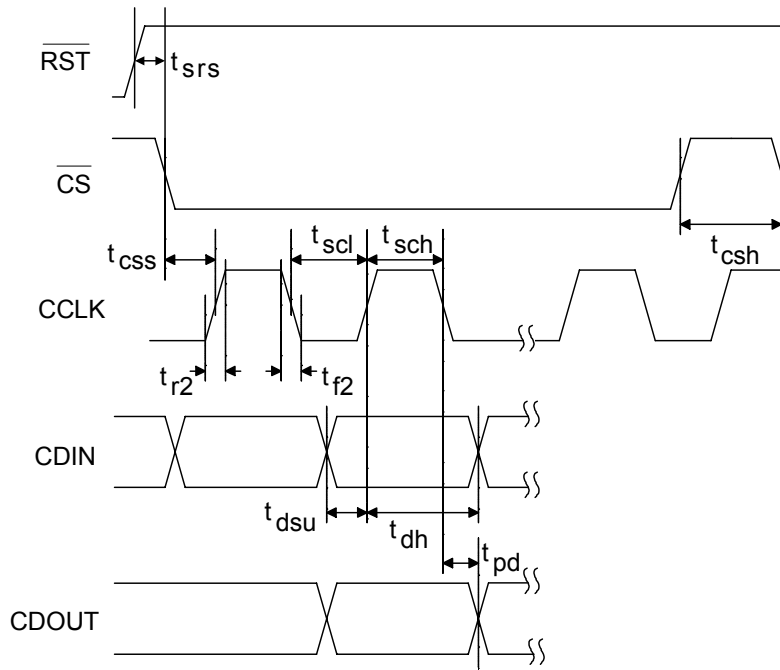 RST
t srs
CS
t css
t scl
t sch
t csh
CCLK
t r2
t f2
CDIN
t dsu
t dh
t pd
CDOUT